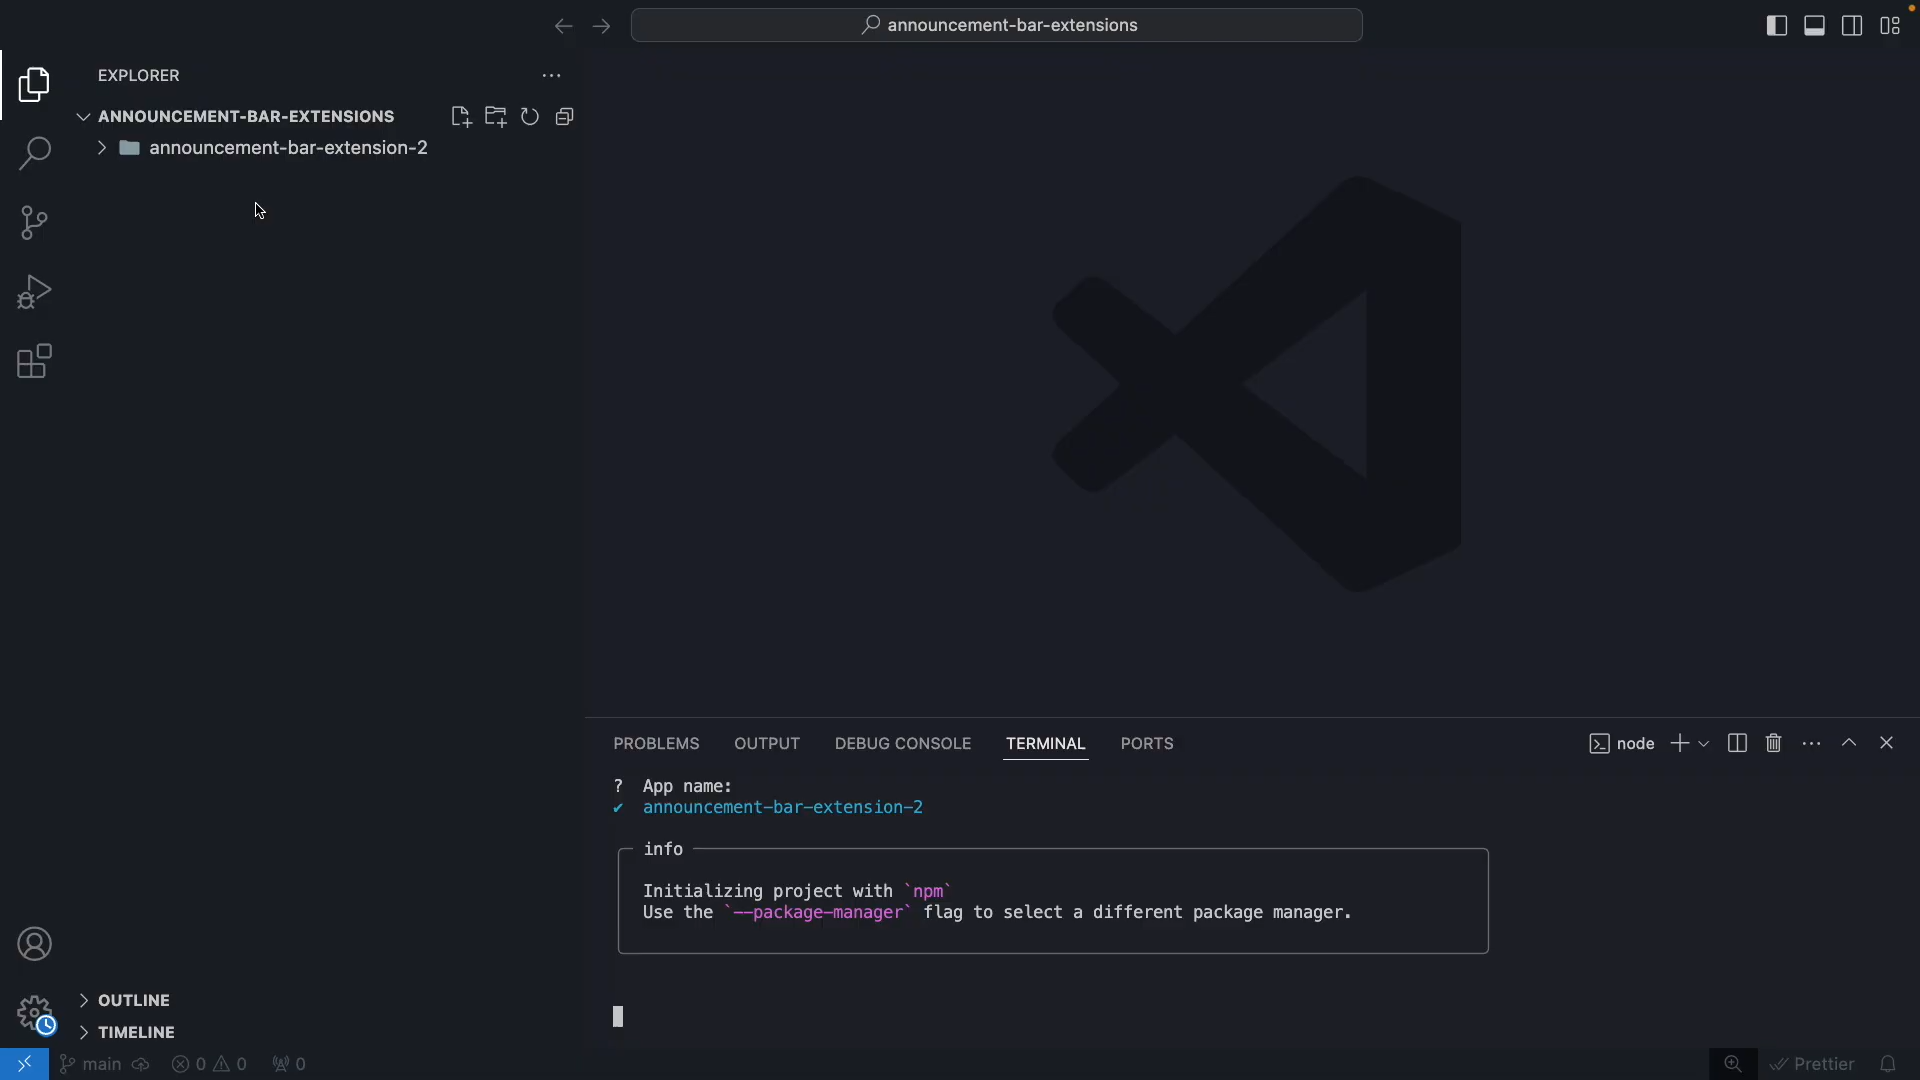 announcement-bar-extensions
EXPLORER
ANNOUNCEMENT-BAR-EXTENSIONS
announcement-bar-extension-2
PROBLEMS OUTPUT DEBUG CONSOLE TERMINAL PORTS
node
? App name:
✔ announcement-bar-extension-2
info
Initializing project with `npm`
Use the `--package-manager` flag to select a different package manager.
OUTLINE
TIMELINE
main 0 0 0 Prettier